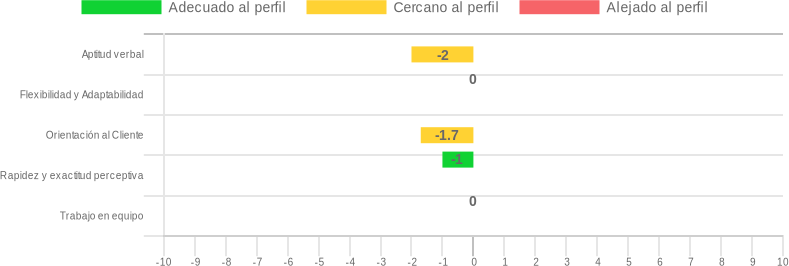 Adecuado al perfil Cercano al perfil Alejado al perfil
Aptitud verbal -2
0
Flexibilidad y Adaptabilidad
Orientación al Cliente -1.7
-1
Rapidez y exactitud perceptiva
0
Trabajo en equipo
-10 -9 -8 -7 -6 -5 -4 -3 -2 -1 0 1 2 3 4 5 6 7 8 9 10